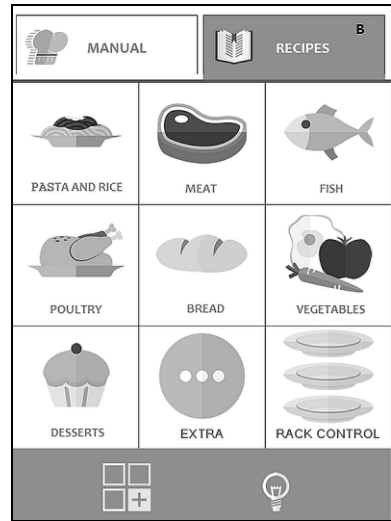 MANUAL
RECIPES
B
PASTA AND RICE
MEAT
FISH
POULTRY
BREAD
VEGETABLES
DESSERTS
EXTRA
RACK CONTROL